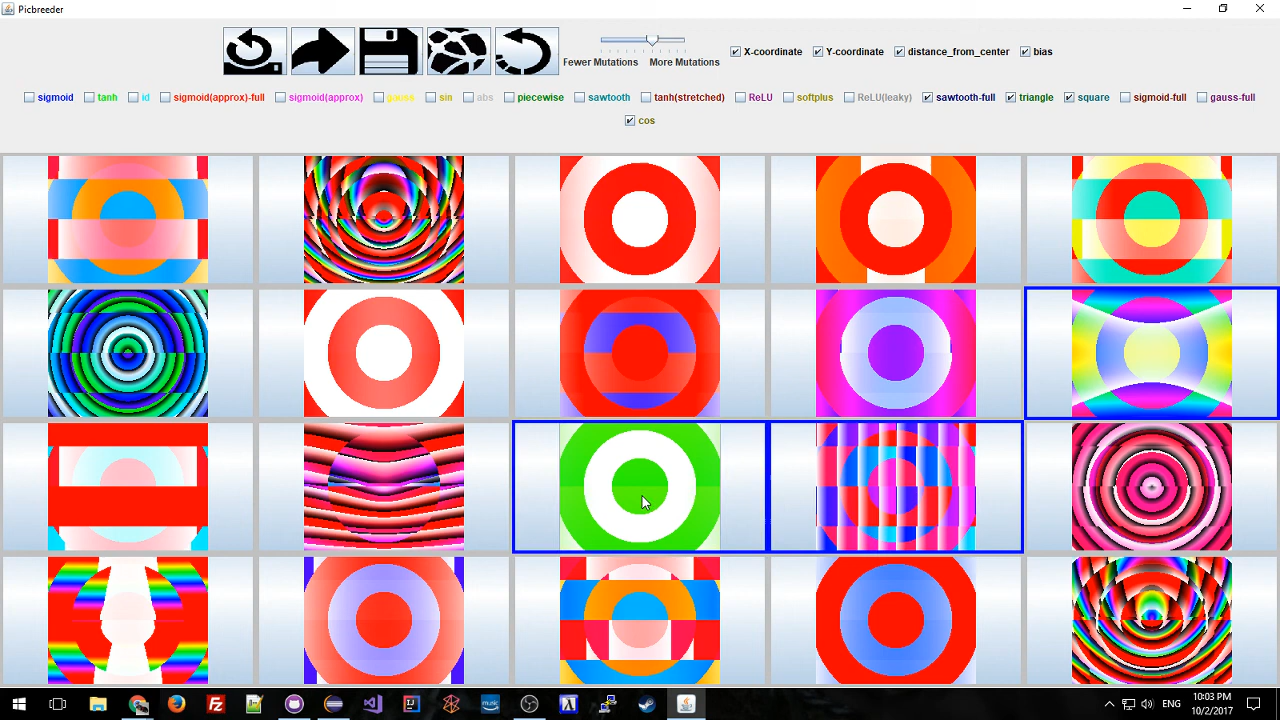 Picbreeder
Fewer Mutations More Mutations X-coordinate Y-coordinate distance_from_center bias
sigmoid tanh id sigmoid(approx)-full sigmoid(approx) gauss sin abs piecewise sawtooth tanh(stretched) ReLU softplus ReLU(leaky) sawtooth-full triangle square sigmoid-full gauss-full
cos
music
ENG
10:03 PM
10/2/2017